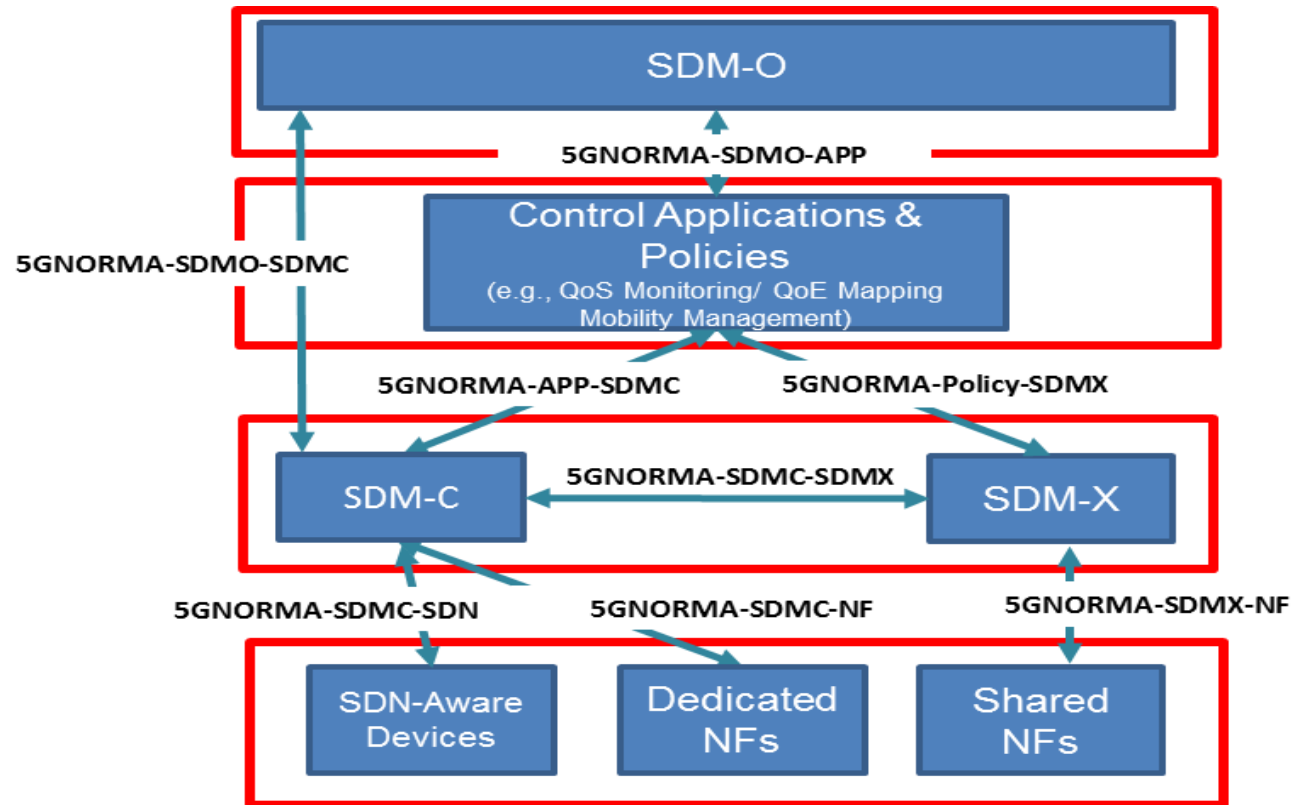 SDM-O
5GNORMA-SDMO-APP
Control Applications &
Policies
(e.g., QoS Monitoring/ QoE Mapping
Mobility Management)
5GNORMA-SDMO-SDMC
5GNORMA-APP-SDMC
5GNORMA-Policy-SDMX
SDM-C
5GNORMA-SDMC-SDMX
SDM-X
5GNORMA-SDMC-SDN
5GNORMA-SDMC-NF
5GNORMA-SDMX-NF
SDN-Aware
Devices
Dedicated
NFs
Shared
NFs